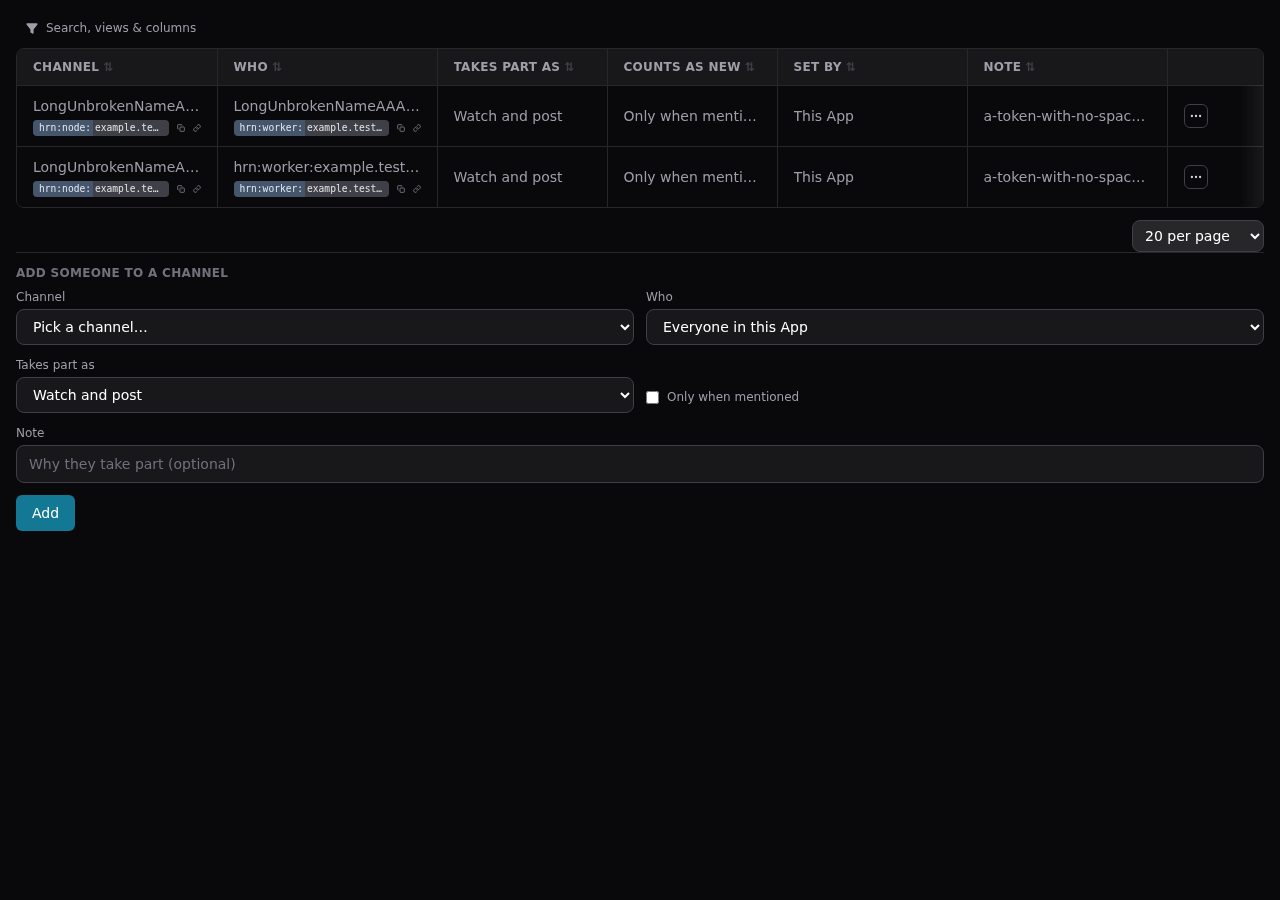 Search, views & columns
CHANNEL WHO TAKES PART AS COUNTS AS NEW SET BY NOTE
LongUnbrokenNameA… LongUnbrokenNameAAA… Watch and post Only when menti… This App a-token-with-no-spac…
hrn:node: example.te… hrn:worker: example.test…
LongUnbrokenNameA… hrn:worker:example.test… Watch and post Only when menti… This App a-token-with-no-spac…
hrn:node: example.te… hrn:worker: example.test…
20 per page
ADD SOMEONE TO A CHANNEL
Channel Who
Pick a channel… Everyone in this App
Takes part as
Watch and post Only when mentioned
Note
Why they take part (optional)
Add